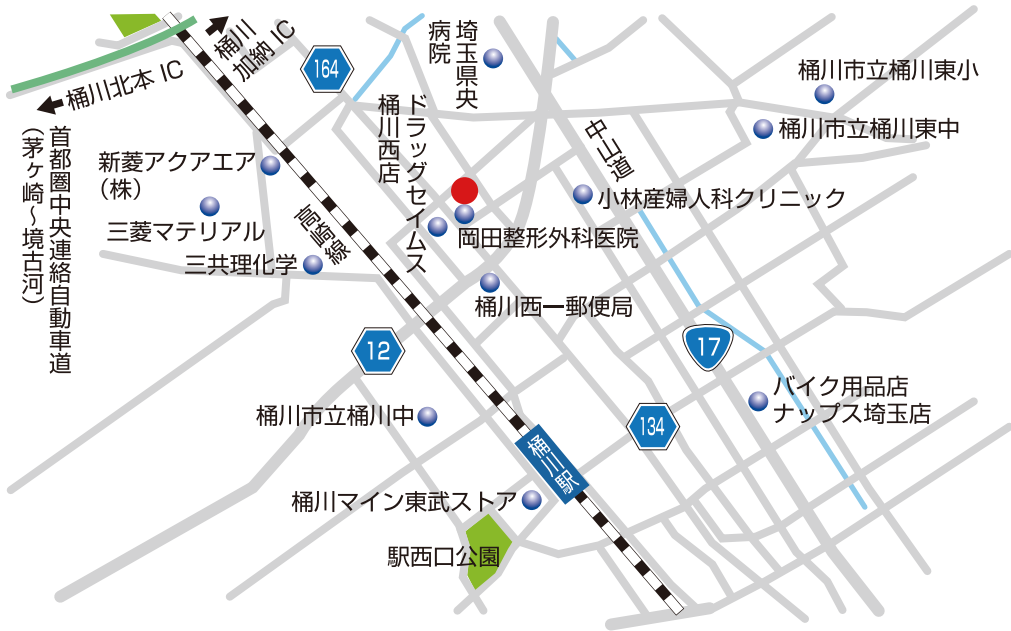 桶川
加納 IC
桶川北本 IC
首都圏中央連絡自動車道
（茅ヶ崎～境古河）
164
埼玉県央
病院
ドラッグセイムス
桶川西店
中山道
桶川市立桶川東小
桶川市立桶川東中
新菱アクアエア
（株）
三菱マテリアル
三共理化学
高崎線
小林産婦人科クリニック
岡田整形外科医院
桶川西一郵便局
12
17
バイク用品店
ナップス埼玉店
134
桶川市立桶川中
桶川駅
桶川マイン東武ストア
駅西口公園